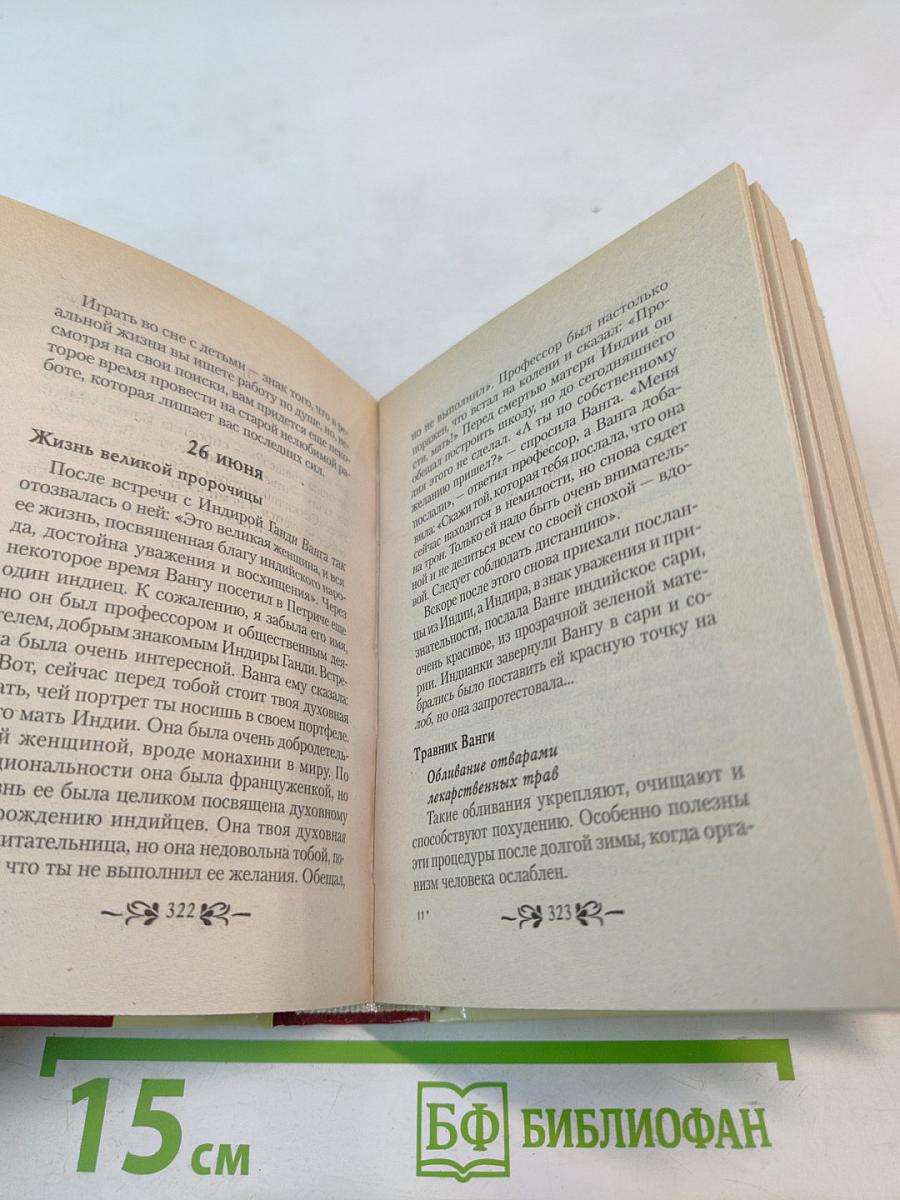 Играть во сне с детьми — знак того, что в ре-
альной жизни вы ищете работу по душе, но, не-
смотря на свои поиски, вам придется еще неко-
торое время провести на старой нелюбимой ра-
боте, которая лишает вас последних сил.
26 июня
Жизнь великой пророчицы
После встречи с Индирой Ганди Ванга так
отозвалась о ней: «Это великая женщина, и вся
ее жизнь, посвященная благу индийского наро-
да, достойна уважения и восхищения». Через
некоторое время Вангу посетил в Петриче еще
один индиец. К сожалению, я забыла его имя,
но он был профессором и общественным дея-
телем, добрым знакомым Индиры Ганди. Встре-
а была очень интересной. Ванга ему сказала:
Вот, сейчас перед тобой стоит твоя духовная
ать, чей портрет ты носишь в своем портфеле.
о мать Индии. Она была очень добродетель-
й женщиной, вроде монахини в миру. По
циональности она была француженкой, но
знь ее была целиком посвящена духовному
рождению индийцев. Она твоя духовная
питательница, но она недовольна тобой, по-
что ты не выполнил ее желания. Обещал,
322
но не выполнил». Профессор был настолько
поражен, что встал на колени и сказал: «Про-
сти, мать!» Перед смертью матери Индии он
обещал построить школу, но до сегодняшнего
дня этого не сделал. «А ты по собственному
желанию пришел?» — спросила Ванга. «Меня
послали», — ответил профессор, а Ванга доба-
вила: «Скажи той, которая тебя послала, что она
сейчас находится в немилости, но снова сядет
на трон. Только ей надо быть очень вниматель-
ной и не делиться всем со своей снохой — вдо-
вой. Следует соблюдать дистанцию».
Вскоре после этого снова приехали послан-
цы из Индии, а Индира, в знак уважения и при-
знательности, послала Ванге индийское сари,
очень красивое, из прозрачной зеленой мате-
рии. Индианки завернули Вангу в сари и со-
брались было поставить ей красную точку на
лоб, но она запротестовала...
Травник Ванги
Обливание отварами
лекарственных трав
Такие обливания укрепляют, очищают и
способствуют похудению. Особенно полезны
эти процедуры после долгой зимы, когда орга-
низм человека ослаблен.
11*
323
15 см
БФ БИБЛИОФАН